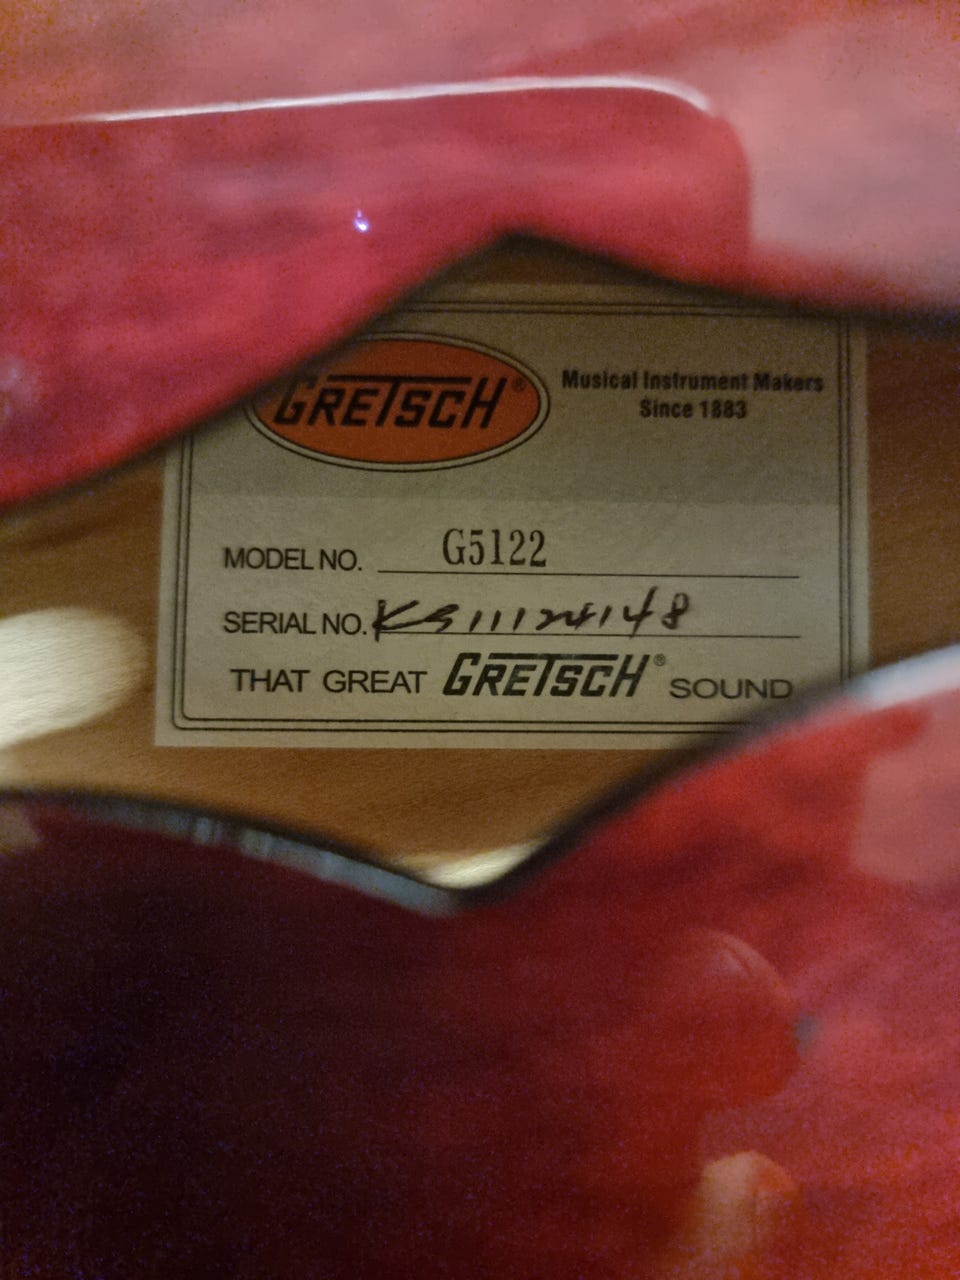 GRETSCH®
Musical Instrument Makers
Since 1883
MODEL NO. G5122
SERIAL NO. KS11124148
THAT GREAT GRETSCH® SOUND